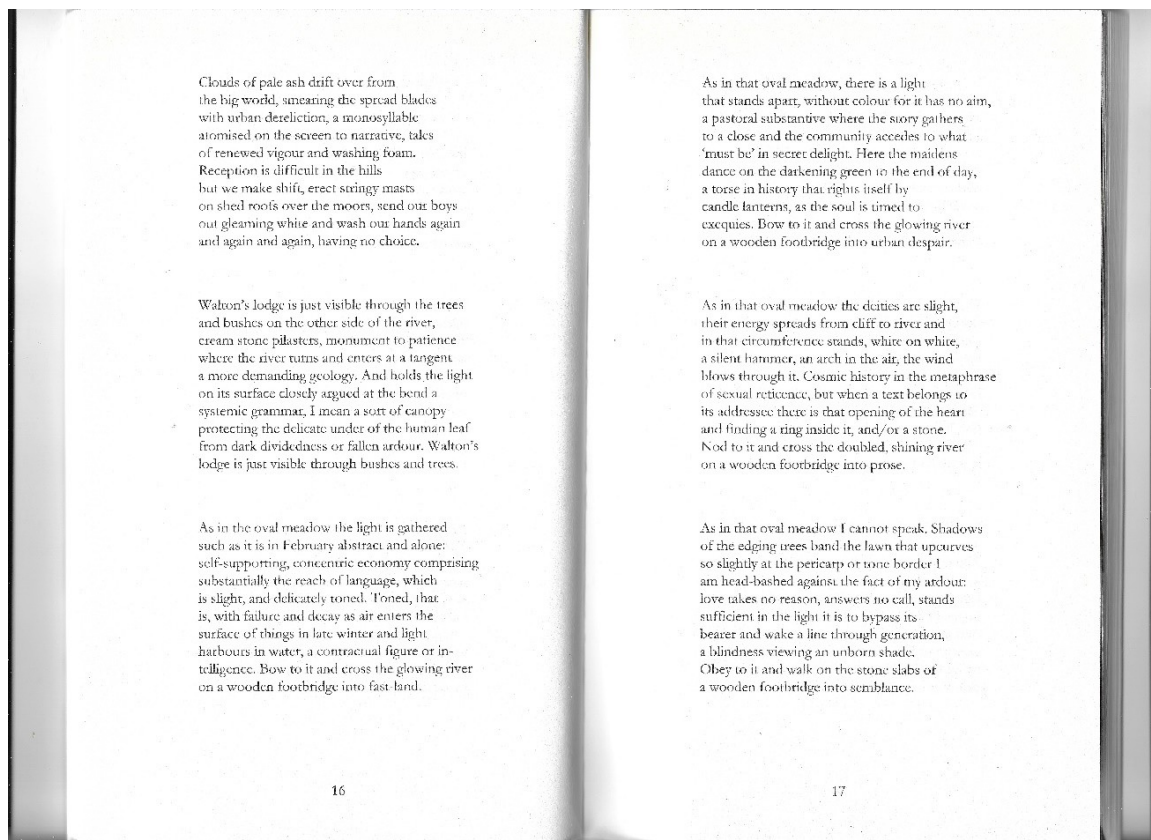 Clouds of pale ash drift over from
the big world, smearing the spread blades
with urban dereliction, a monosyllable
atomised on the screen to narrative, tales
of renewed vigour and washing foam.
Reception is difficult in the hills
but we make shift, erect stringy masts
on shed roofs over the moors, send our boys
out gleaming white and wash our hands again
and again and again, having no choice.
Walton's lodge is just visible through the trees
and bushes on the other side of the river,
cream stone pilasters, monument to patience
where the river turns and enters at a tangent
a more demanding geology. And holds the light
on its surface closely argued at the bend a
systemic grammar, I mean a sort of canopy
protecting the delicate under of the human leaf
from dark dividedness or fallen ardour. Walton's
lodge is just visible through bushes and trees.
As in the oval meadow the light is gathered
such as it is in February abstract and alone:
self-supporting, concentric economy comprising
substantially the reach of language, which
is slight, and delicately toned. Toned, that
is, with failure and decay as air enters the
surface of things in late winter and light
harbours in water, a contractual figure or in-
telligence. Bow to it and cross the glowing river
on a wooden footbridge into fast-land.
16
As in that oval meadow, there is a light
that stands apart, without colour for it has no aim,
a pastoral substantive where the story gathers
to a close and the community accedes to what
'must be' in secret delight. Here the maidens
dance on the darkening green to the end of day,
a torse in history that rights itself by
candle lanterns, as the soul is timed to
exequies. Bow to it and cross the glowing river
on a wooden footbridge into urban despair.
As in that oval meadow the deities are slight,
their energy spreads from cliff to river and
in that circumference stands, white on white,
a silent hammer, an arch in the air, the wind
blows through it. Cosmic history in the metaphrase
of sexual reticence, but when a text belongs to
its addressee there is that opening of the heart
and finding a ring inside it, and/or a stone.
Nod to it and cross the doubled, shining river
on a wooden footbridge into prose.
As in that oval meadow I cannot speak. Shadows
of the edging trees band the lawn that upcurves
so slightly at the pericarp or tone border I
am head-bashed against the fact of my ardour:
love takes no reason, answers no call, stands
sufficient in the light it is to bypass its
bearer and wake a line through generation,
a blindness viewing an unborn shade.
Obey to it and walk on the stone slabs of
a wooden footbridge into semblance.
17